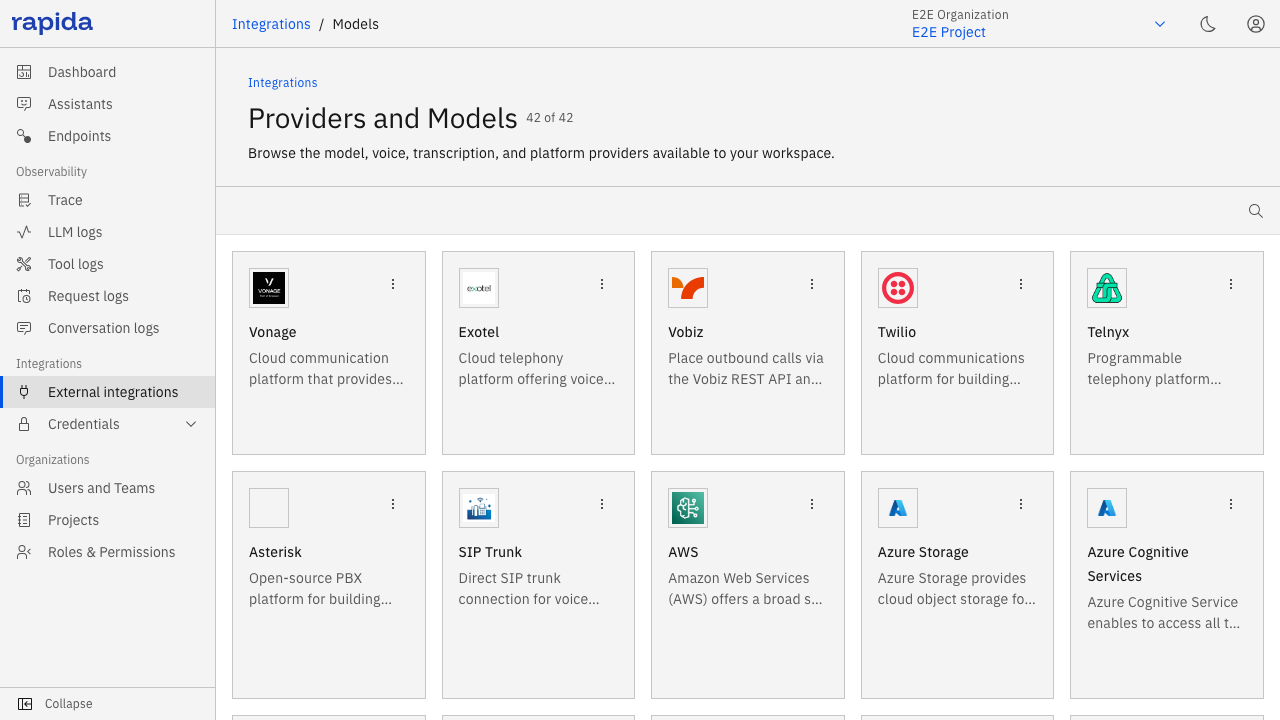 rapida
Integrations / Models
E2E Organization
E2E Project
Dashboard
Assistants
Endpoints
Observability
Trace
LLM logs
Tool logs
Request logs
Conversation logs
Integrations
External integrations
Credentials
Organizations
Users and Teams
Projects
Roles & Permissions
Collapse
Integrations
Providers and Models 42 of 42
Browse the model, voice, transcription, and platform providers available to your workspace.
VONAGE
Vonage
Cloud communication
platform that provides...
exotel
Exotel
Cloud telephony
platform offering voice...
Vobiz
Place outbound calls via
the Vobiz REST API an...
Twilio
Cloud communications
platform for building...
Telnyx
Programmable
telephony platform...
Asterisk
Open-source PBX
platform for building...
SIP Trunk
Direct SIP trunk
connection for voice...
AWS
Amazon Web Services
(AWS) offers a broad s...
Azure Storage
Azure Storage provides
cloud object storage fo...
Azure Cognitive
Services
Azure Cognitive Service
enables to access all t...